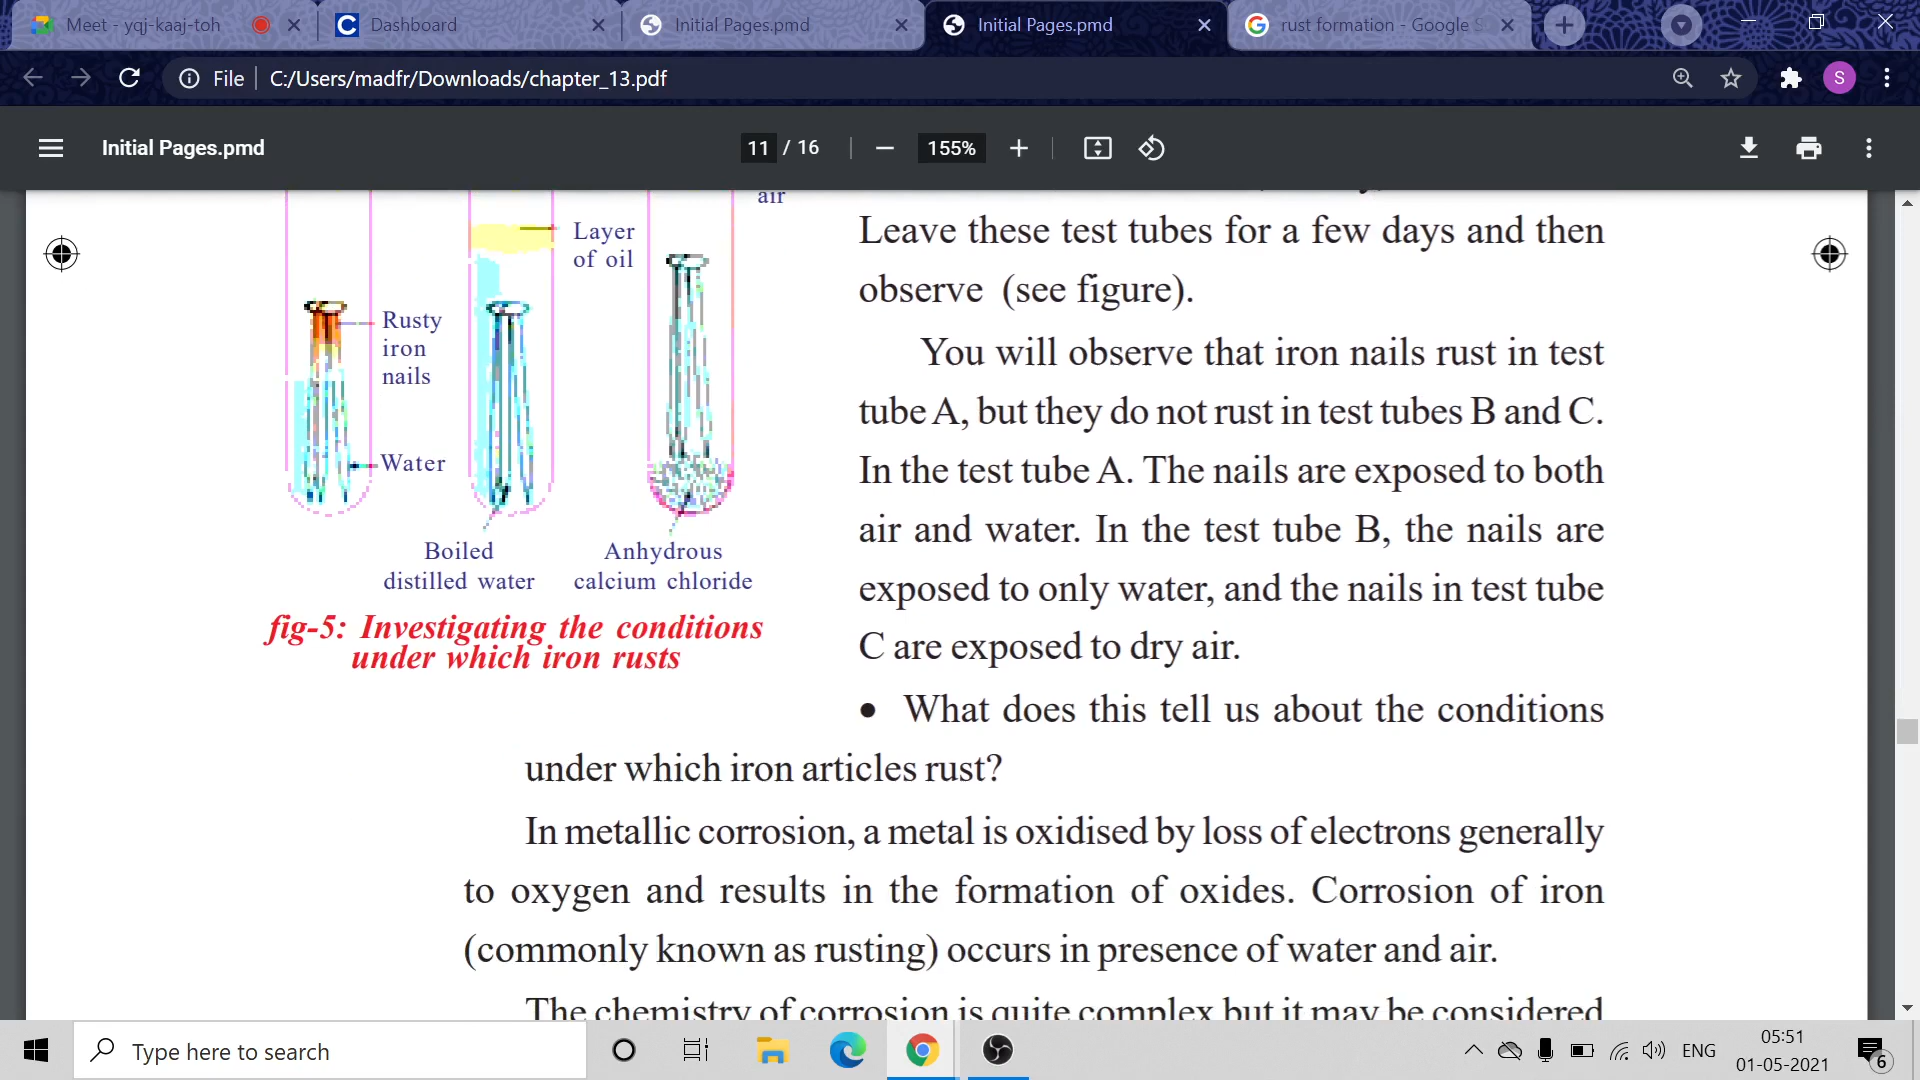 Meet - yqj-kaaj-toh
Dashboard
Initial Pages.pmd
Initial Pages.pmd
rust formation - Google S
File
C:/Users/madfr/Downloads/chapter_13.pdf
S
Initial Pages.pmd
11 / 16
155%
air
Layer
of oil
Rusty
iron
nails
Water
Boiled
distilled water
Anhydrous
calcium chloride
fig-5: Investigating the conditions
under which iron rusts
Leave these test tubes for a few days and then
observe (see figure).
You will observe that iron nails rust in test
tube A, but they do not rust in test tubes B and C.
In the test tube A. The nails are exposed to both
air and water. In the test tube B, the nails are
exposed to only water, and the nails in test tube
C are exposed to dry air.
• What does this tell us about the conditions
under which iron articles rust?
In metallic corrosion, a metal is oxidised by loss of electrons generally
to oxygen and results in the formation of oxides. Corrosion of iron
(commonly known as rusting) occurs in presence of water and air.
The chemistry of corrosion is quite complex but it may be considered
Type here to search
ENG
05:51
01-05-2021
6